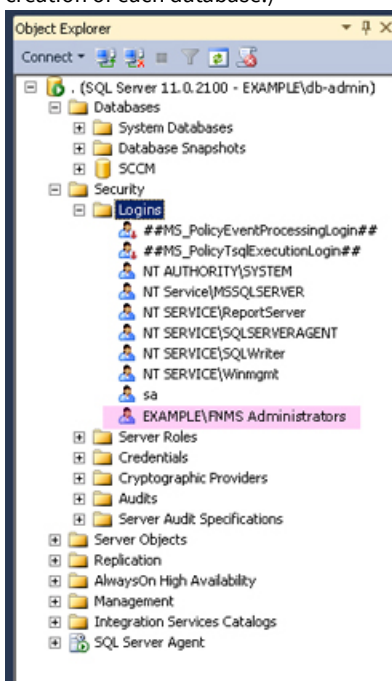 creation of each database.)
Object Explorer
Connect
. (SQL Server 11.0.2100 - EXAMPLE\db-admin)
Databases
System Databases
Database Snapshots
SCCM
Security
Logins
##MS_PolicyEventProcessingLogin##
##MS_PolicyTsqlExecutionLogin##
NT AUTHORITY\SYSTEM
NT Service\MSSQLSERVER
NT SERVICE\ReportServer
NT SERVICE\SQLSERVERAGENT
NT SERVICE\SQLWriter
NT SERVICE\Winmgmt
sa
EXAMPLE\FNMS Administrators
Server Roles
Credentials
Cryptographic Providers
Audits
Server Audit Specifications
Server Objects
Replication
AlwaysOn High Availability
Management
Integration Services Catalogs
SQL Server Agent